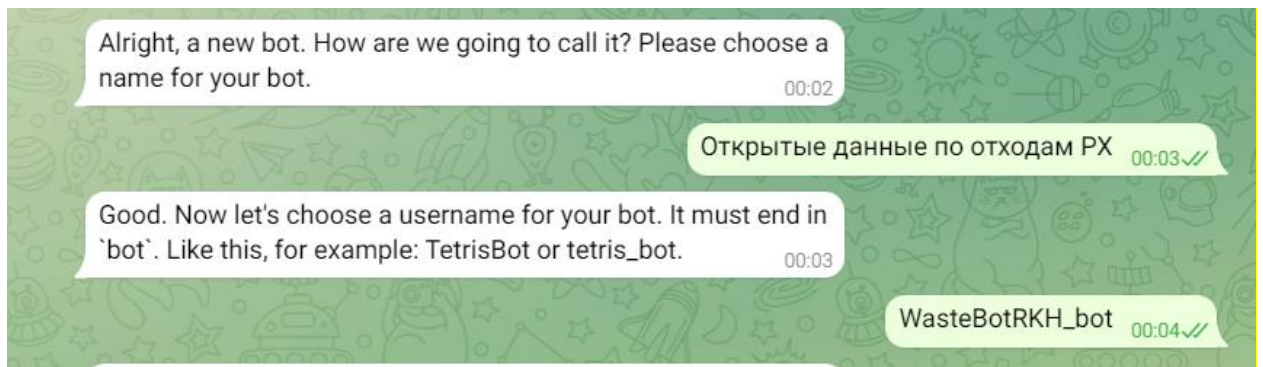 Alright, a new bot. How are we going to call it? Please choose a
name for your bot.
00:02
Открытые данные по отходам РХ
00:03
Good. Now let's choose a username for your bot. It must end in
`bot`. Like this, for example: TetrisBot or tetris_bot.
00:03
WasteBotRKH_bot
00:04